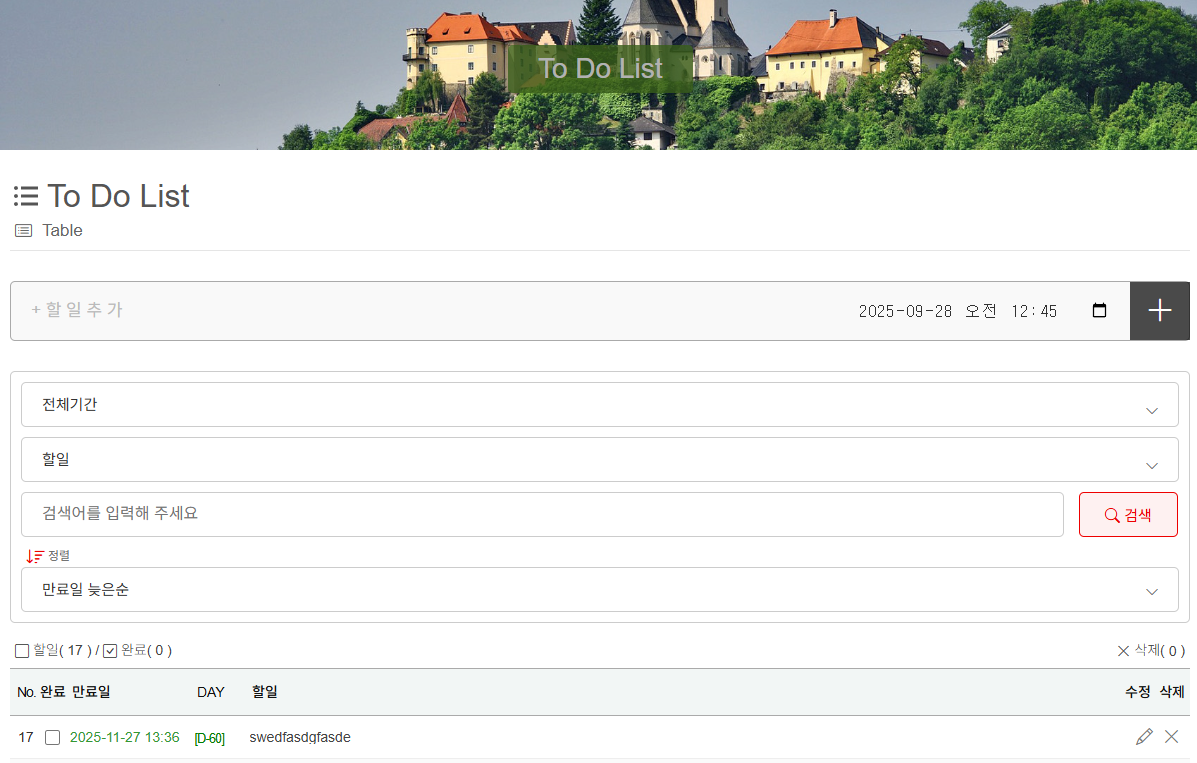 To Do List
To Do List
Table
+ 할 일 추 가 2025-09-28 오전 12:45
전체기간
할일
검색어를 입력해 주세요 검색
정렬
만료일 늦은순
할일( 17 ) / 완료( 0 ) 삭제( 0 )
No. 완료 만료일 DAY 할일 수정 삭제
17 2025-11-27 13:36 [D-60] swedfasdgfasde